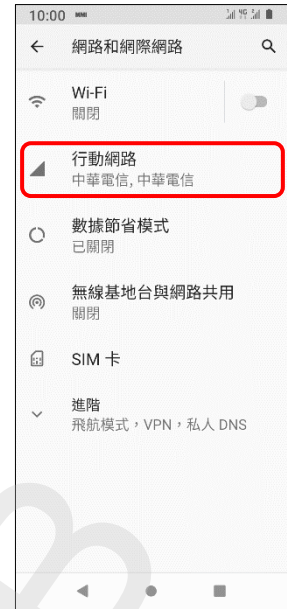 10:00
網路和網際網路
Wi-Fi
關閉
行動網路
中華電信, 中華電信
數據節省模式
已關閉
無線基地台與網路共用
關閉
SIM 卡
進階
飛航模式，VPN，私人 DNS